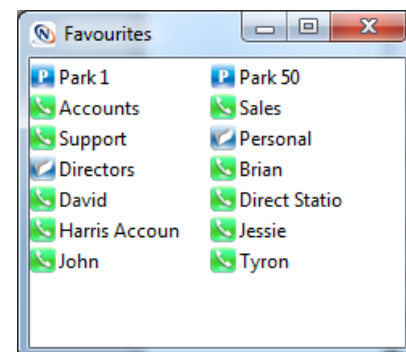 Favourites
Park 1 Park 50
Accounts Sales
Support Personal
Directors Brian
David Direct Statio
Harris Accoun Jessie
John Tyron